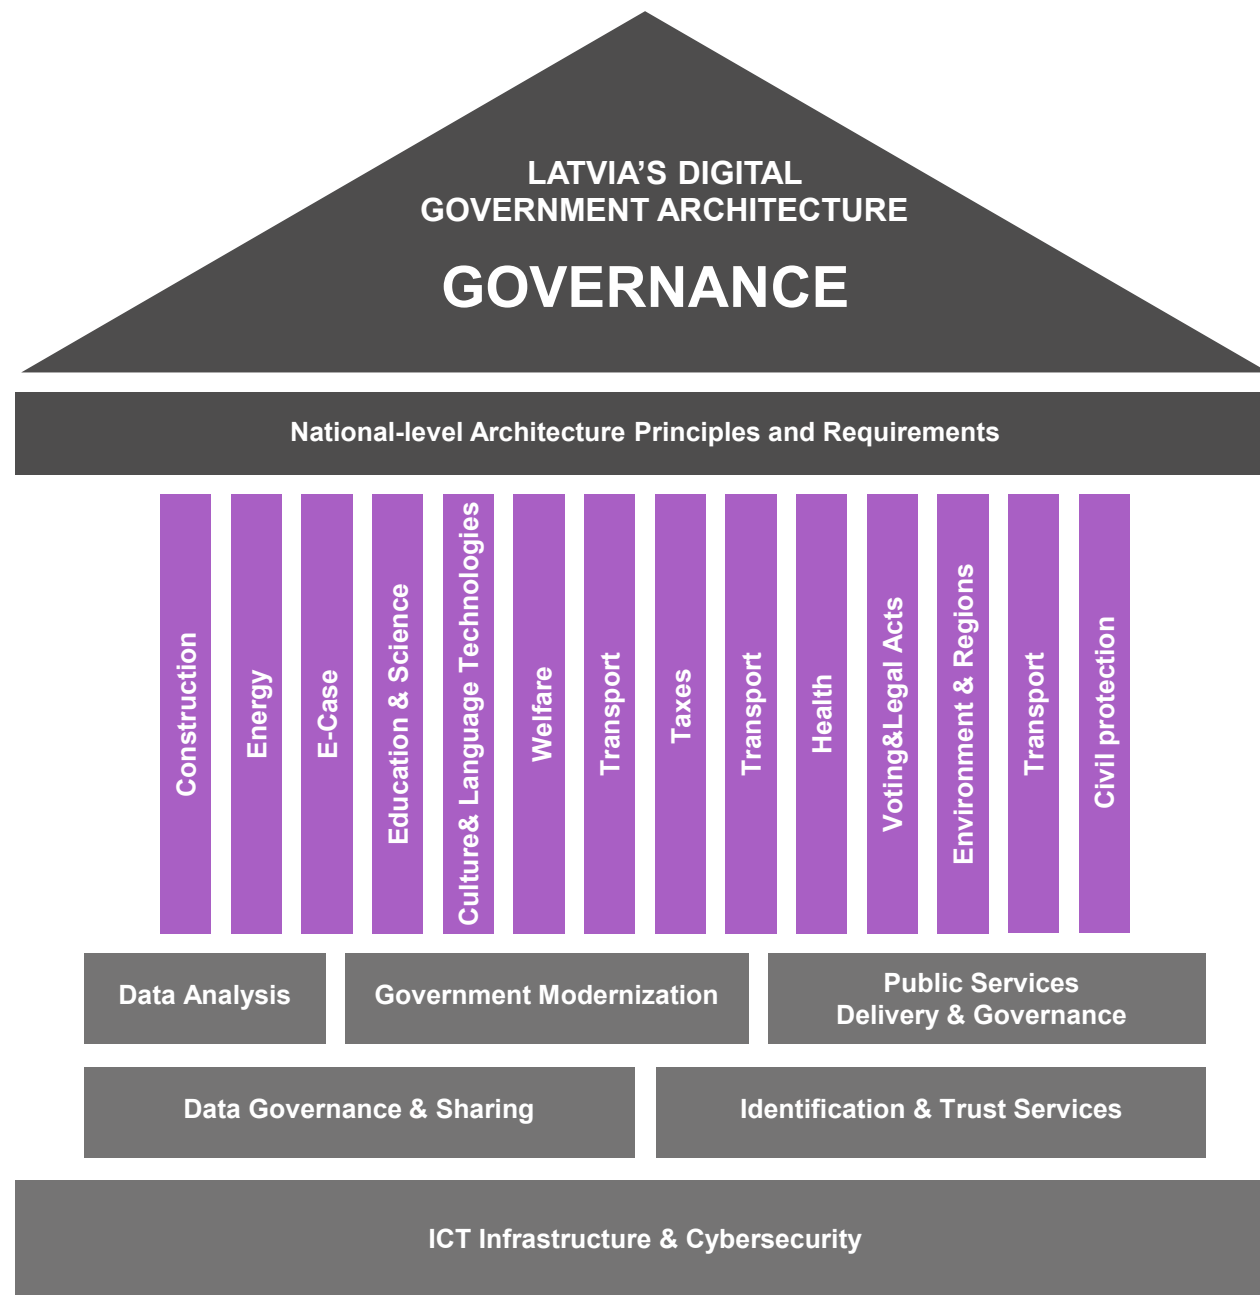 LATVIA’S DIGITAL
GOVERNMENT ARCHITECTURE
GOVERNANCE
National-level Architecture Principles and Requirements
Construction
Energy
E-Case
Education & Science
Culture& Language Technologies
Welfare
Transport
Taxes
Transport
Health
Voting&Legal Acts
Environment & Regions
Transport
Civil protection
Data Analysis
Government Modernization
Public Services
Delivery & Governance
Data Governance & Sharing
Identification & Trust Services
ICT Infrastructure & Cybersecurity